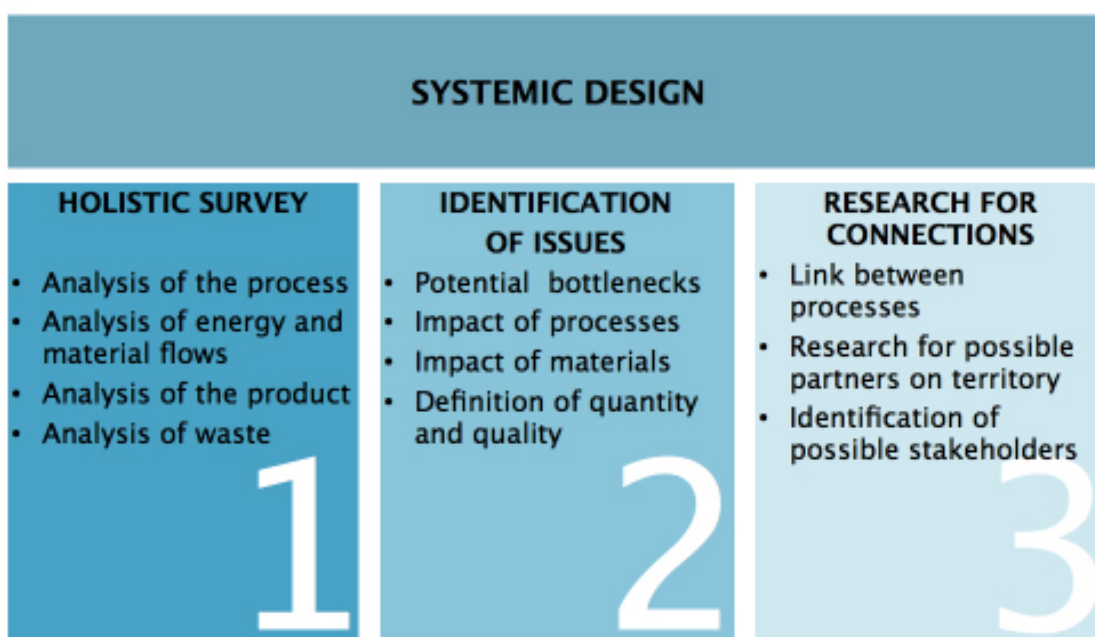 SYSTEMIC DESIGN
HOLISTIC SURVEY
• Analysis of the process
• Analysis of energy and
material flows
• Analysis of the product
• Analysis of waste
1
IDENTIFICATION
OF ISSUES
• Potential bottlenecks
• Impact of processes
• Impact of materials
• Definition of quantity
and quality
2
RESEARCH FOR
CONNECTIONS
• Link between
processes
• Research for possible
partners on territory
• Identification of
possible stakeholders
3